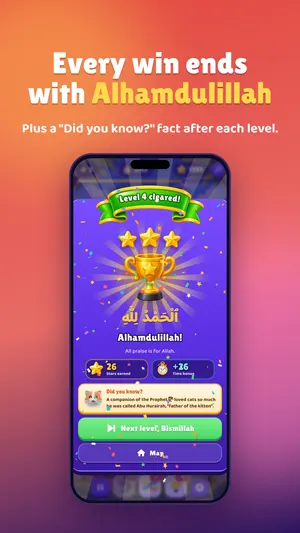 Every win ends
with Alhamdulillah
Plus a "Did you know?" fact after each level.
Level 4 cleared!
ٱلْحَمْدُ لِلَّٰهِ
Alhamdulillah!
All praise is for Allah.
26
Stars earned
+26
Time bonus
Did you know?
A companion of the Prophet ﷺ loved cats so much
he was called Abu Hurairah, "Father of the kitten".
Next level, Bismillah
Map